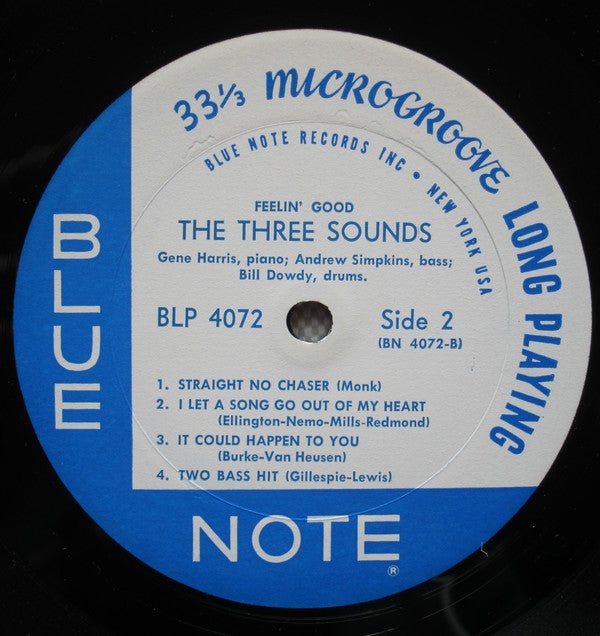 33⅓ MICROGROOVE LONG PLAYING
BLUE NOTE RECORDS INC • NEW YORK USA
FEELIN' GOOD
THE THREE SOUNDS
Gene Harris, piano; Andrew Simpkins, bass;
Bill Dowdy, drums.
BLP 4072
Side 2
(BN 4072-B)
1. STRAIGHT NO CHASER (Monk)
2. I LET A SONG GO OUT OF MY HEART
(Ellington-Nemo-Mills-Redmond)
3. IT COULD HAPPEN TO YOU
(Burke-Van Heusen)
4. TWO BASS HIT (Gillespie-Lewis)
BLUE
NOTE®